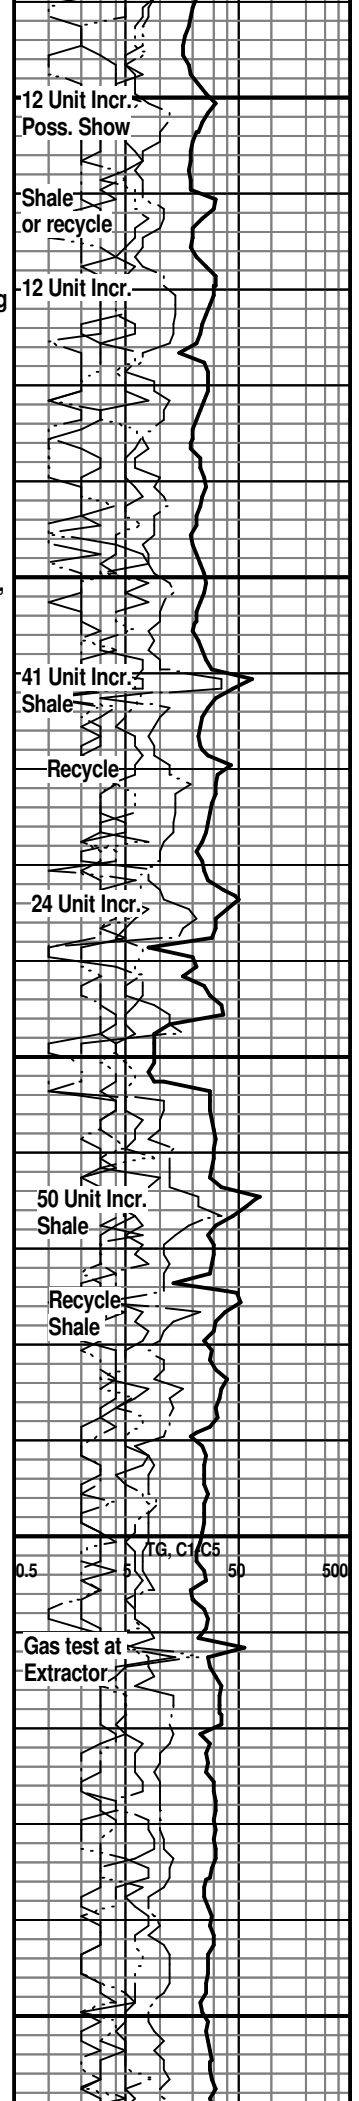 12 Unit Incr.
Poss. Show
Shale
or recycle
g
12 Unit Incr.
,
41 Unit Incr.
Shale
Recycle
24 Unit Incr.
50 Unit Incr.
Shale
Recycle
Shale
TG, C1-C5
0.5 5 50 500
Gas test at
Extractor